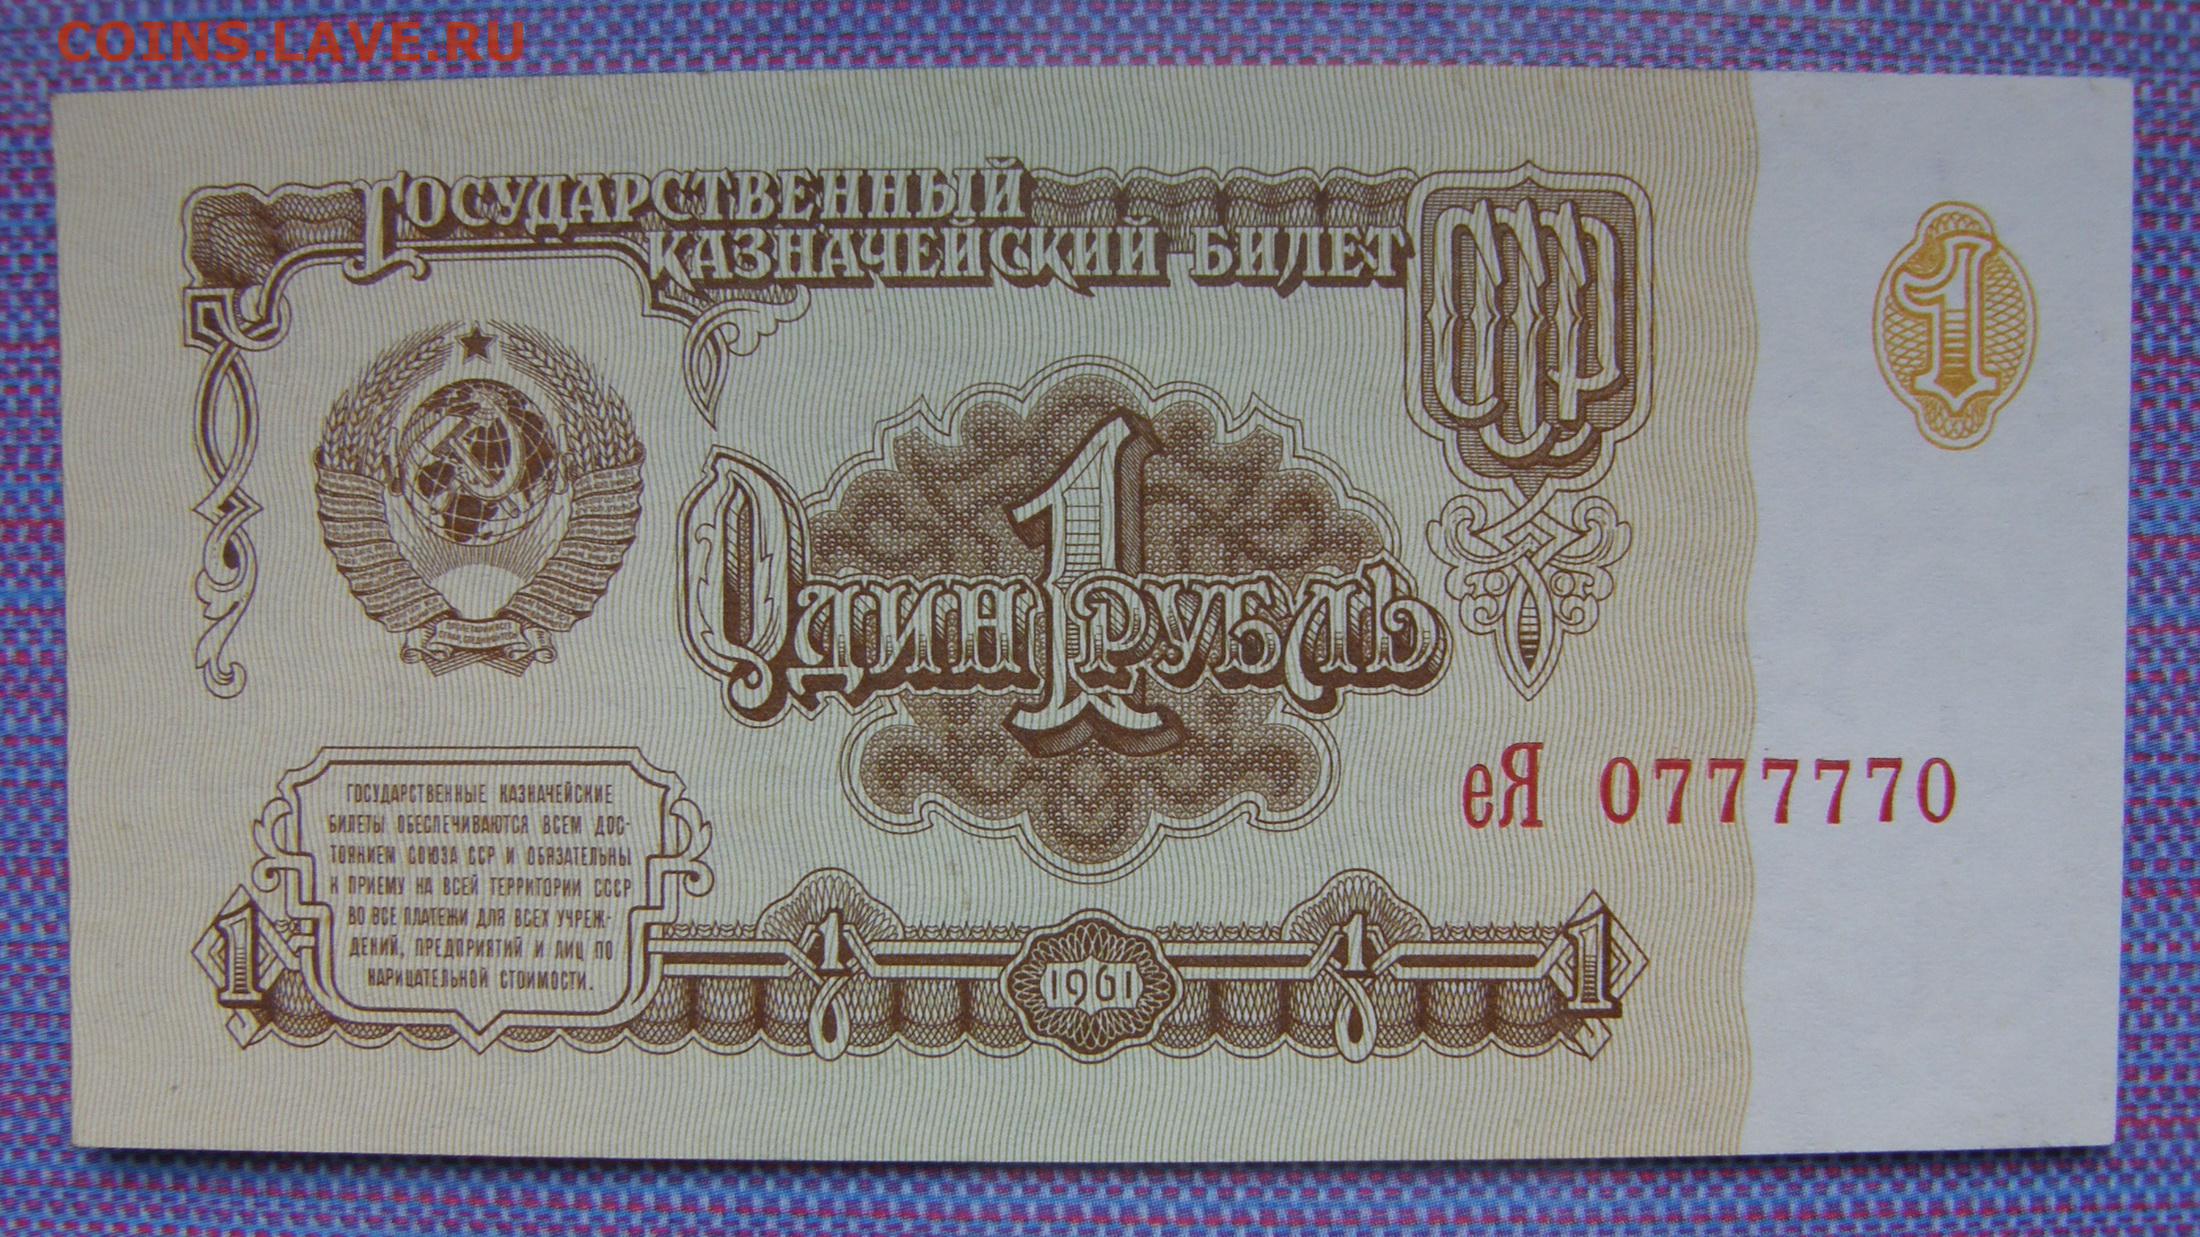 COINS.LAVE.RU
ГОСУДАРСТВЕННЫЙ
КАЗНАЧЕЙСКИЙ БИЛЕТ
СССР
1
1
ОДИН РУБЛЬ
еЯ 0777770
ГОСУДАРСТВЕННЫЕ КАЗНАЧЕЙСКИЕ
БИЛЕТЫ ОБЕСПЕЧИВАЮТСЯ ВСЕМ ДОС-
ТОЯНИЕМ СОЮЗА ССР И ОБЯЗАТЕЛЬНЫ
К ПРИЕМУ НА ВСЕЙ ТЕРРИТОРИИ СССР
ВО ВСЕ ПЛАТЕЖИ ДЛЯ ВСЕХ УЧРЕЖ-
ДЕНИЙ, ПРЕДПРИЯТИЙ И ЛИЦ ПО
НАРИЦАТЕЛЬНОЙ СТОИМОСТИ.
1 1 1961 1 1